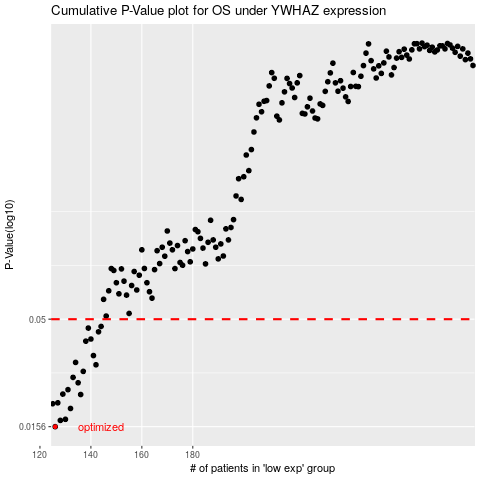 Cumulative P-Value plot for OS under YWHAZ expression
P-Value(log10)
0.05
0.0156
optimized
120 140 160 180
# of patients in 'low exp' group